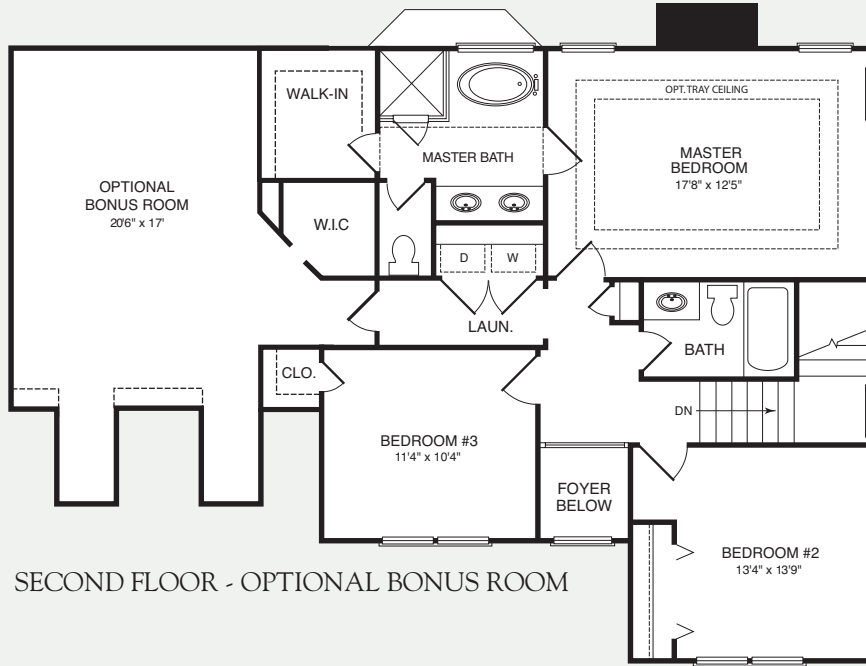 OPT.TRAY CEILING
WALK-IN
MASTER BATH
MASTER
BEDROOM
17'8" x 12'5"
OPTIONAL
BONUS ROOM
20'6" x 17'
W.I.C
D
W
LAUN.
BATH
CLO.
DN
BEDROOM #3
11'4" x 10'4"
FOYER
BELOW
BEDROOM #2
13'4" x 13'9"
SECOND FLOOR - OPTIONAL BONUS ROOM